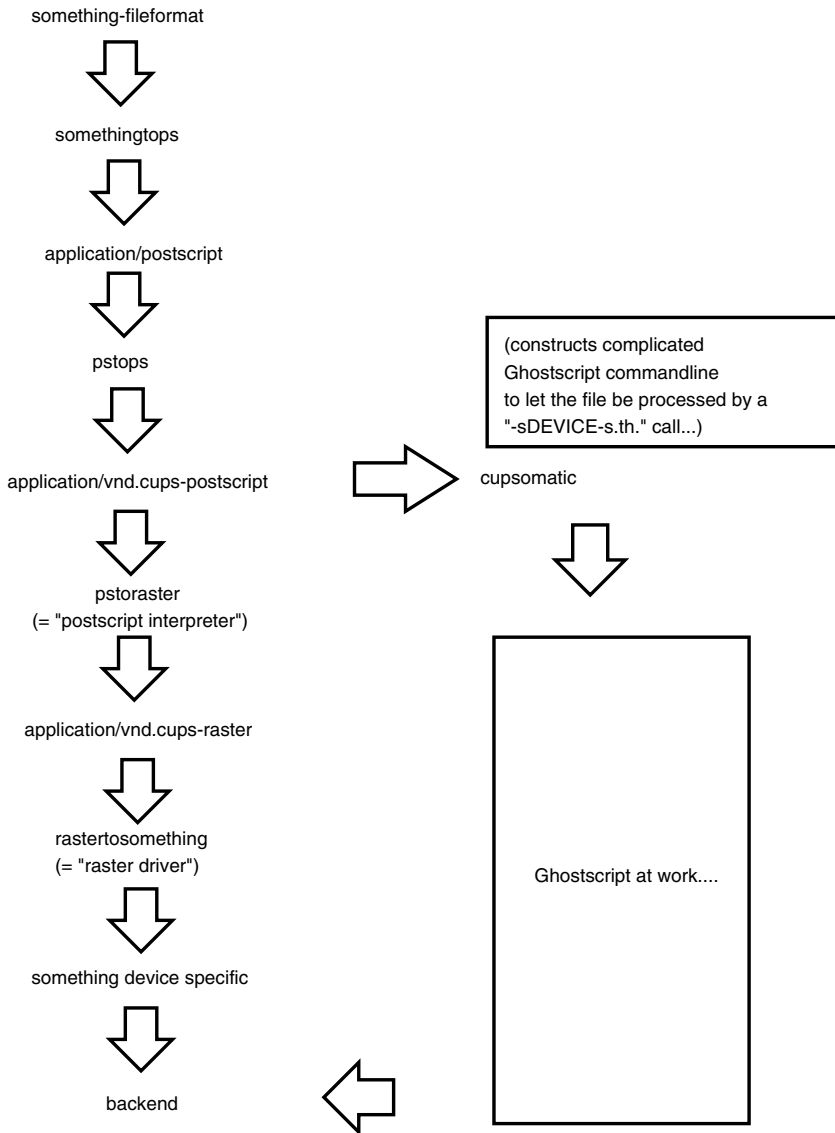 something-fileformat
somethingtops
application/postscript
pstops
application/vnd.cups-postscript
pstoraster
(= "postscript interpreter")
application/vnd.cups-raster
rastertosomething
(= "raster driver")
something device specific
backend
(constructs complicated
Ghostscript commandline
to let the file be processed by a
"-sDEVICE-s.th." call...)
cupsomatic
Ghostscript at work....